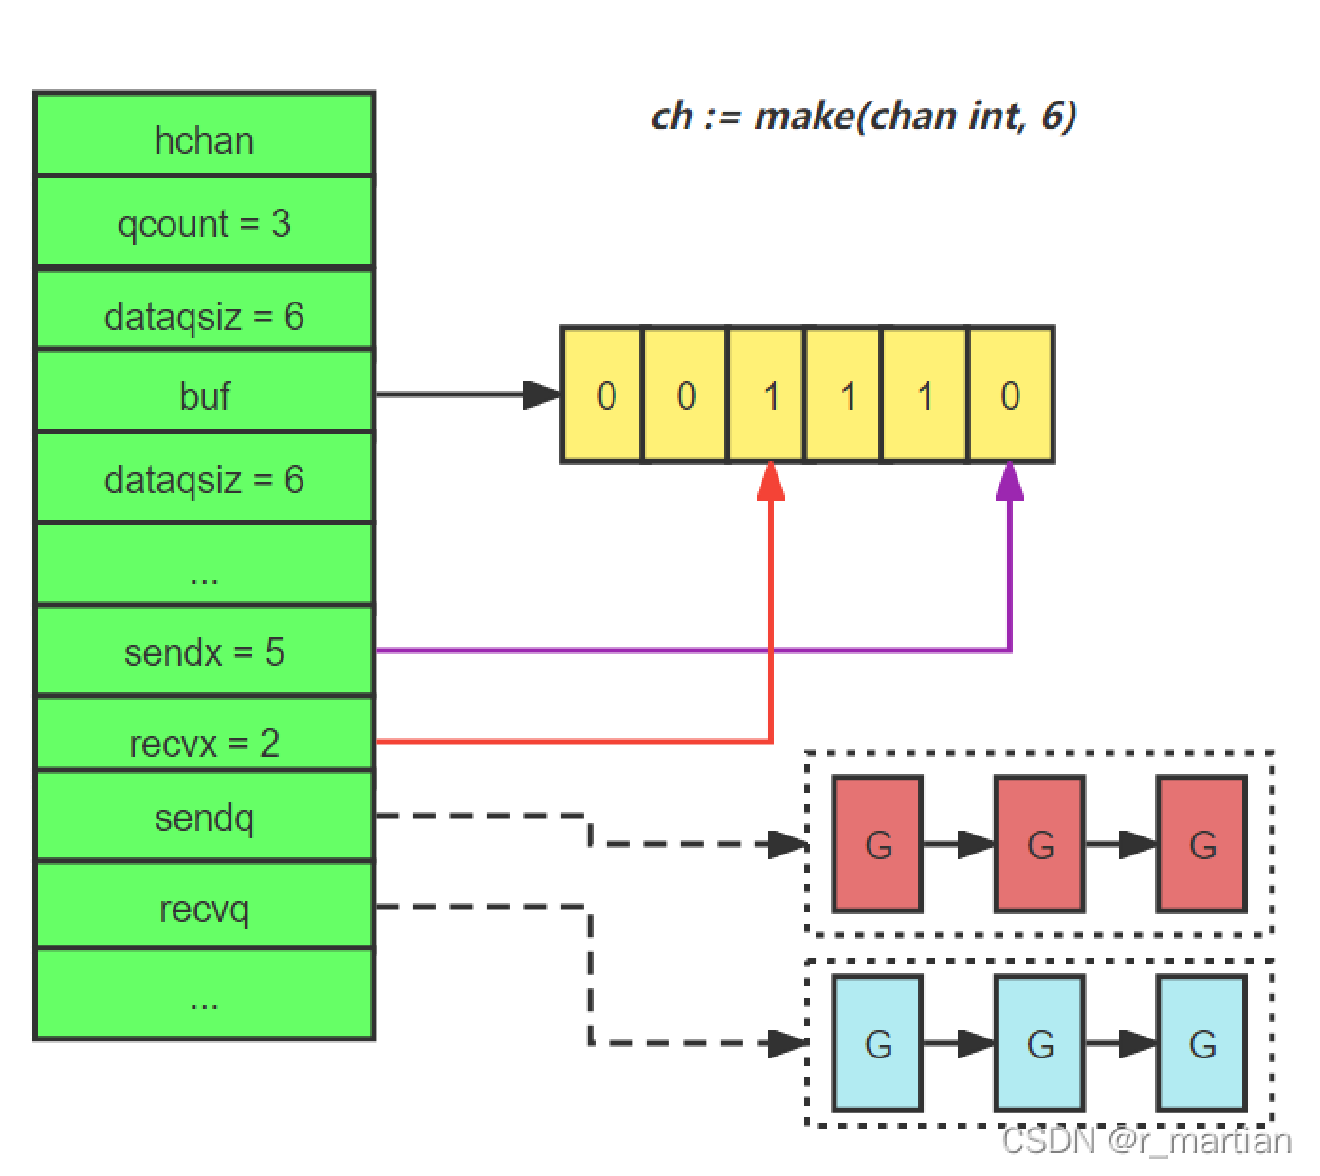 ch := make(chan int, 6)
hchan
qcount = 3
dataqsiz = 6
buf
0 0 1 1 1 0
dataqsiz = 6
...
sendx = 5
recvx = 2
sendq
G G G
recvq
G G G
...
CSDN @r_martian